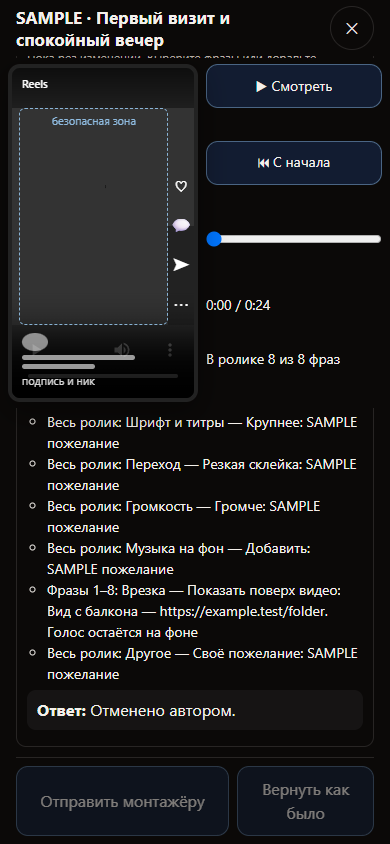 SAMPLE · Первый визит и
спокойный вечер
Reels
безопасная зона
подпись и ник
▶ Смотреть
⏮ С начала
0:00 / 0:24
В ролике 8 из 8 фраз
Весь ролик: Шрифт и титры — Крупнее: SAMPLE
пожелание
Весь ролик: Переход — Резкая склейка: SAMPLE
пожелание
Весь ролик: Громкость — Громче: SAMPLE
пожелание
Весь ролик: Музыка на фон — Добавить:
SAMPLE пожелание
Фразы 1–8: Врезка — Показать поверх видео:
Вид с балкона — https://example.test/folder.
Голос остаётся на фоне
Весь ролик: Другое — Своё пожелание: SAMPLE
пожелание
Ответ: Отменено автором.
Отправить монтажёру
Вернуть как
было